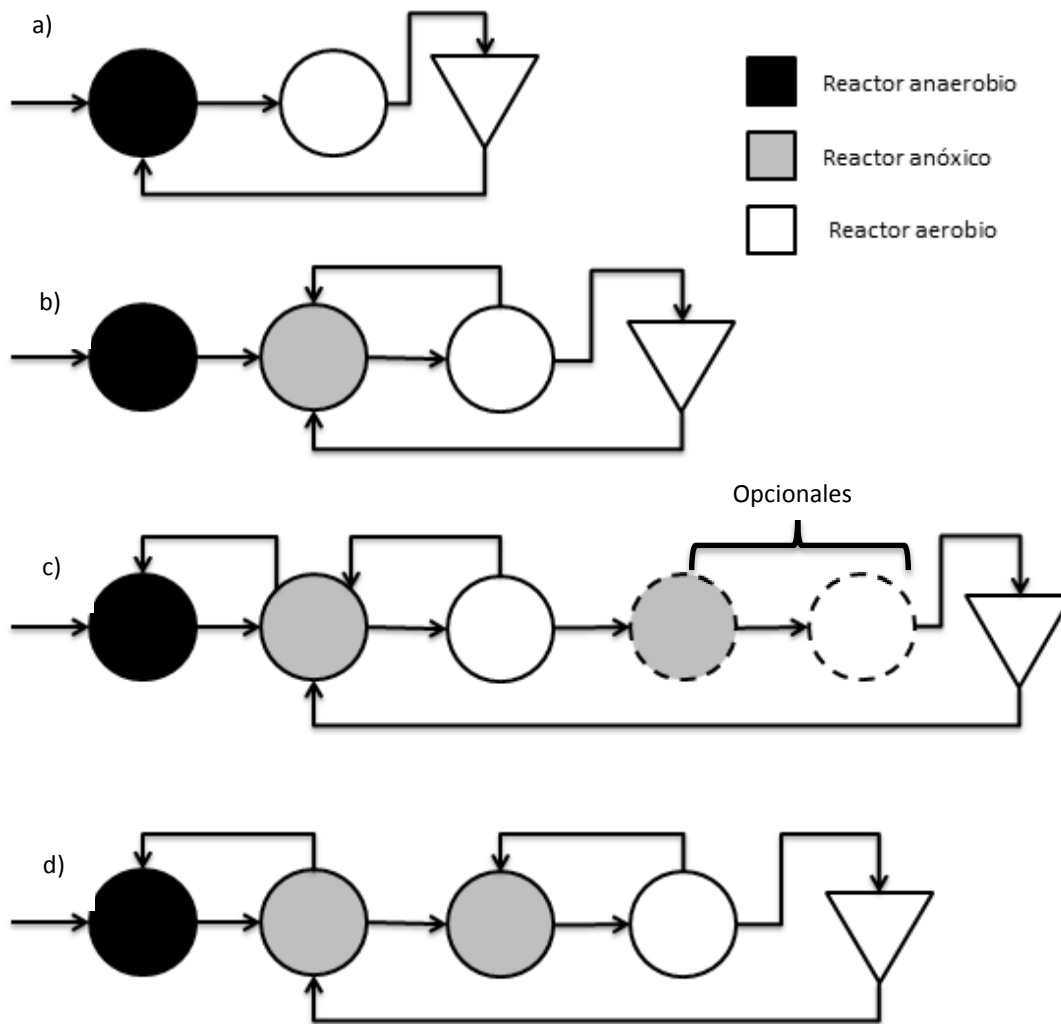 a)
Reactor anaerobio
Reactor anóxico
Reactor aerobio
b)
Opcionales
c)
d)